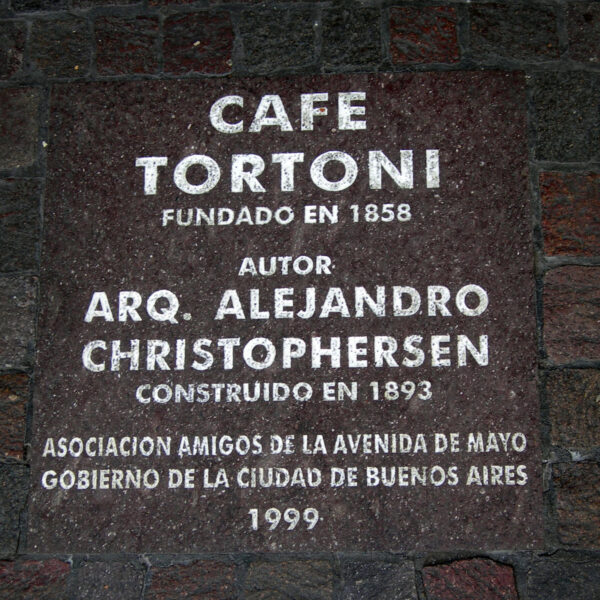 CAFE
TORTONI
FUNDADO EN 1858
AUTOR
ARQ. ALEJANDRO
CHRISTOPHERSEN
CONSTRUIDO EN 1893
ASOCIACION AMIGOS DE LA AVENIDA DE MAYO
GOBIERNO DE LA CIUDAD DE BUENOS AIRES
1999